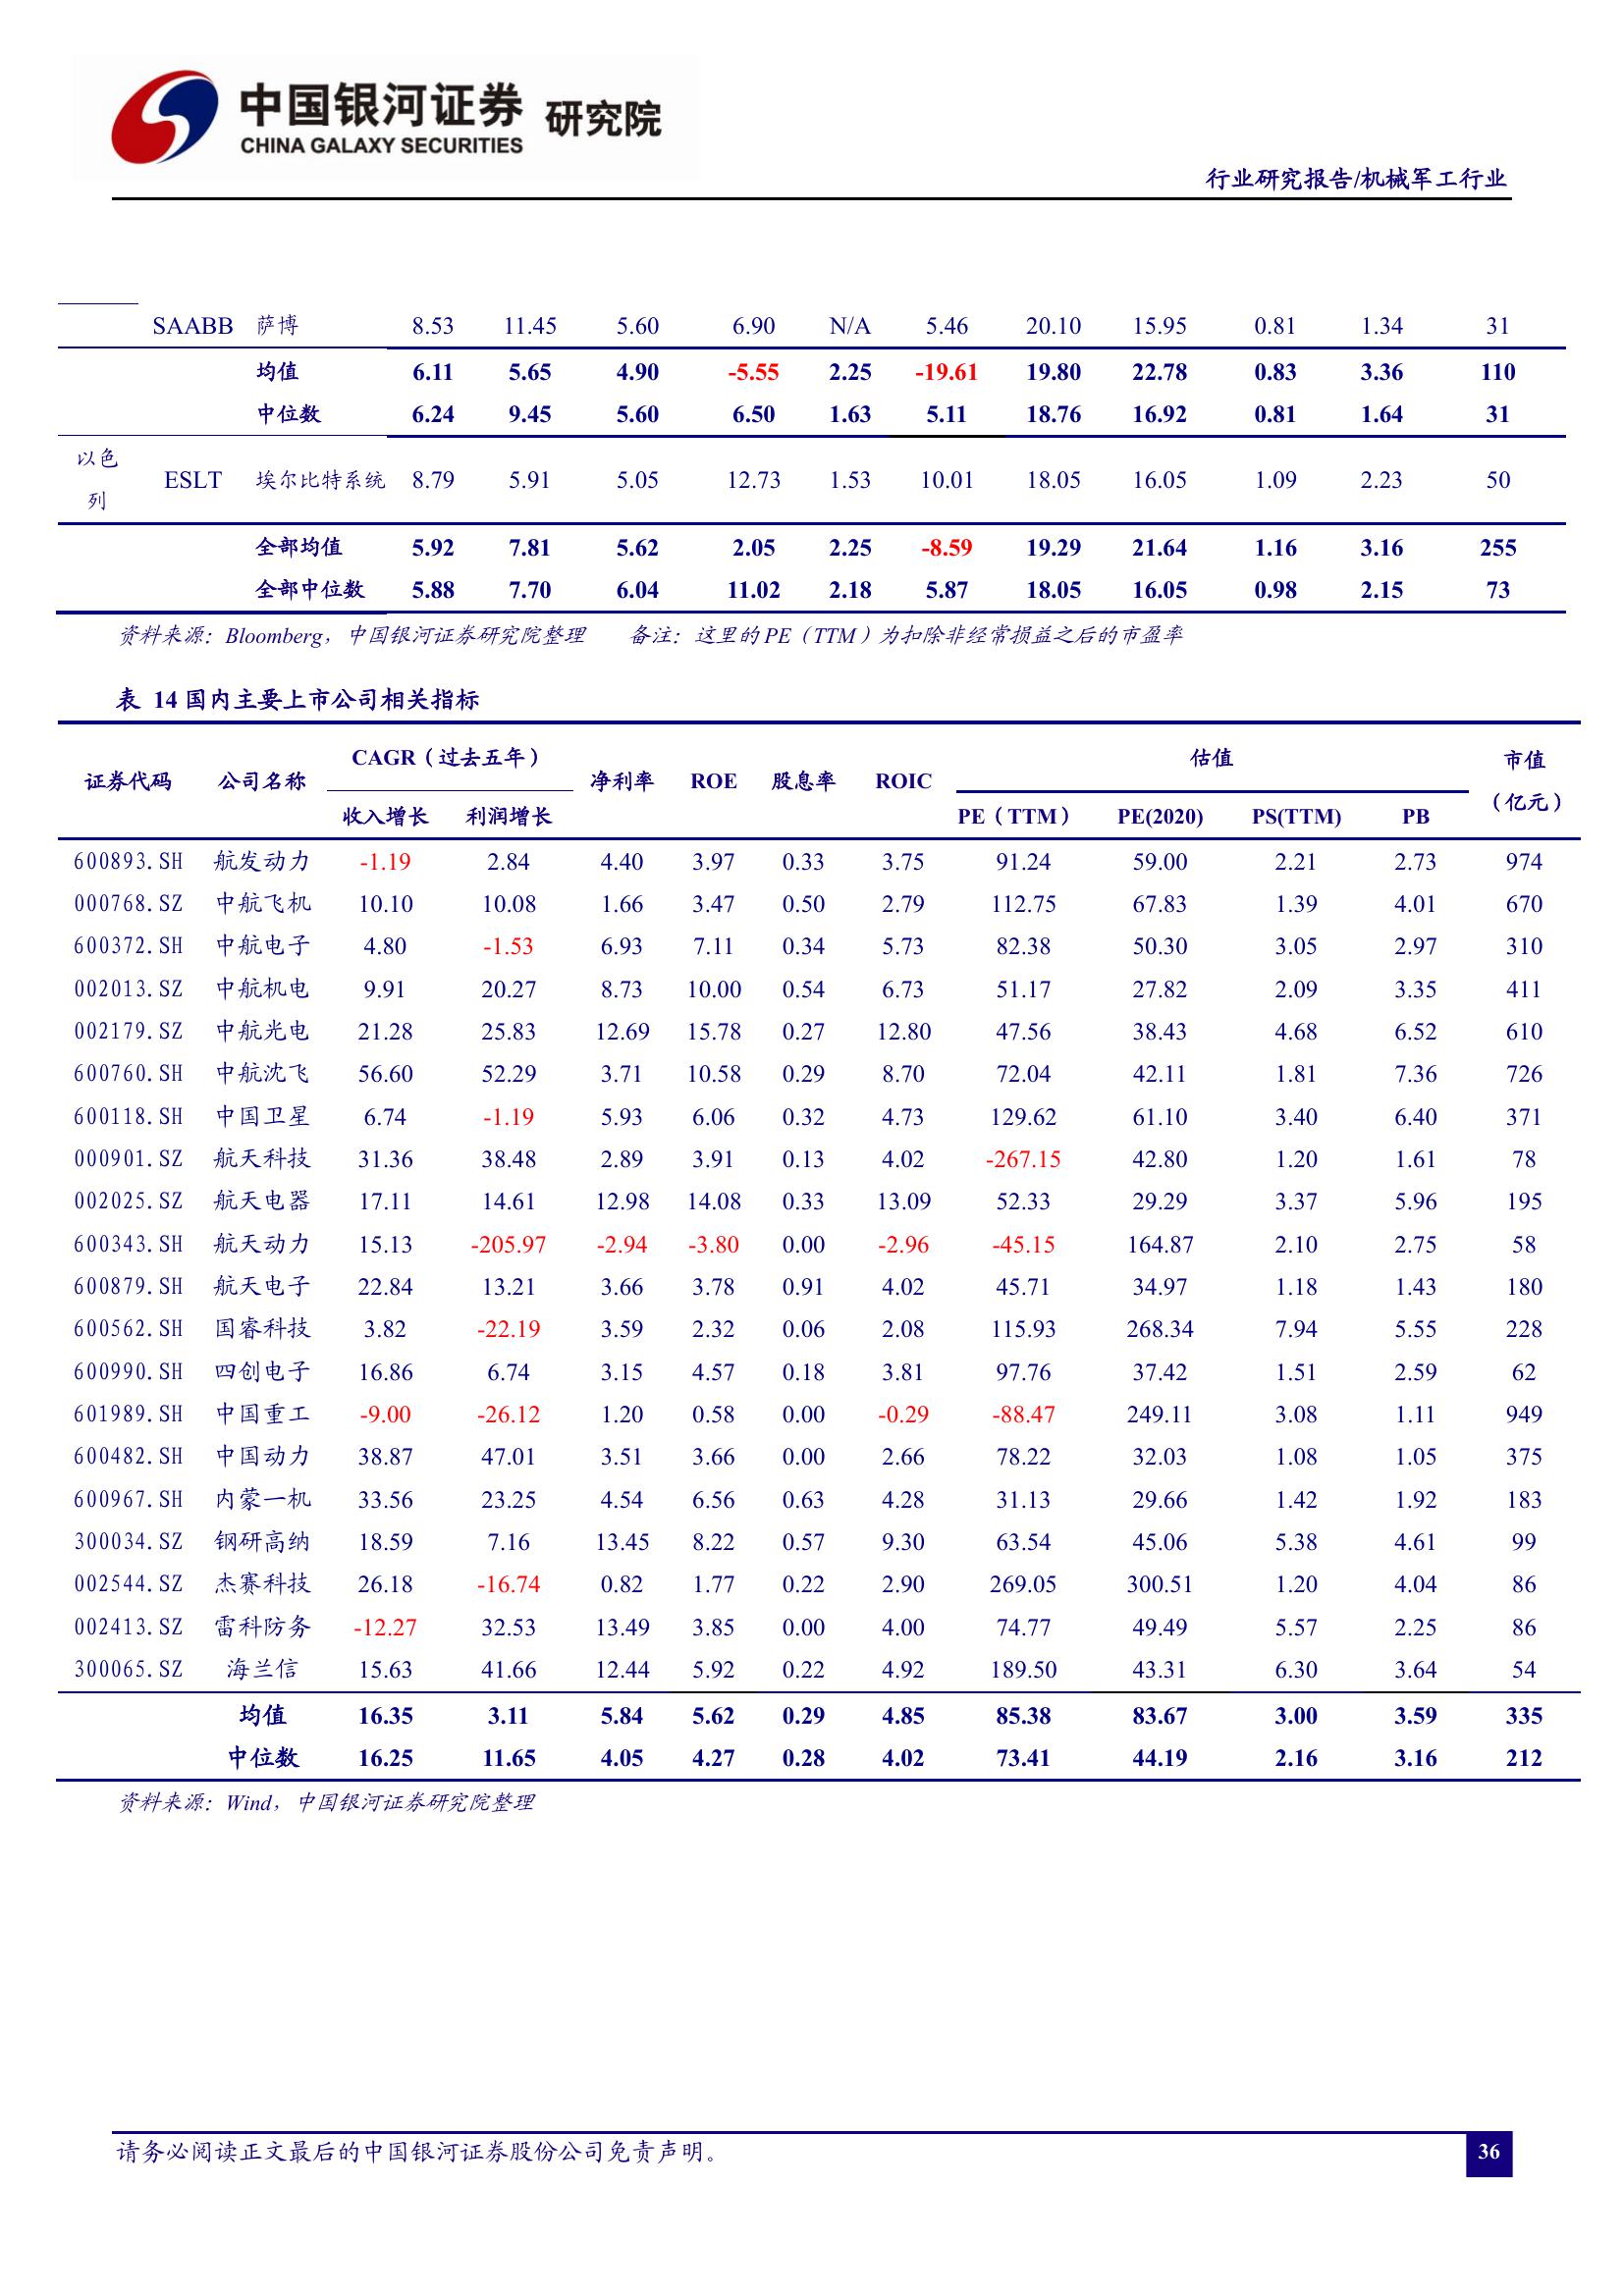 中国银河证券 研究院
CHINA GALAXY SECURITIES
行业研究报告/机械军工行业
SAABB 萨博 8.53 11.45 5.60 6.90 N/A 5.46 20.10 15.95 0.81 1.34 31
均值 6.11 5.65 4.90 -5.55 2.25 -19.61 19.80 22.78 0.83 3.36 110
中位数 6.24 9.45 5.60 6.50 1.63 5.11 18.76 16.92 0.81 1.64 31
以色
列
ESLT 埃尔比特系统 8.79 5.91 5.05 12.73 1.53 10.01 18.05 16.05 1.09 2.23 50
全部均值 5.92 7.81 5.62 2.05 2.25 -8.59 19.29 21.64 1.16 3.16 255
全部中位数 5.88 7.70 6.04 11.02 2.18 5.87 18.05 16.05 0.98 2.15 73
资料来源：Bloomberg，中国银河证券研究院整理 备注：这里的 PE（TTM）为扣除非经常损益之后的市盈率
表 14 国内主要上市公司相关指标
证券代码 公司名称 CAGR（过去五年） 净利率 ROE 股息率 ROIC 估值 市值
（亿元）
收入增长 利润增长 PE（TTM） PE(2020) PS(TTM) PB
600893.SH 航发动力 -1.19 2.84 4.40 3.97 0.33 3.75 91.24 59.00 2.21 2.73 974
000768.SZ 中航飞机 10.10 10.08 1.66 3.47 0.50 2.79 112.75 67.83 1.39 4.01 670
600372.SH 中航电子 4.80 -1.53 6.93 7.11 0.34 5.73 82.38 50.30 3.05 2.97 310
002013.SZ 中航机电 9.91 20.27 8.73 10.00 0.54 6.73 51.17 27.82 2.09 3.35 411
002179.SZ 中航光电 21.28 25.83 12.69 15.78 0.27 12.80 47.56 38.43 4.68 6.52 610
600760.SH 中航沈飞 56.60 52.29 3.71 10.58 0.29 8.70 72.04 42.11 1.81 7.36 726
600118.SH 中国卫星 6.74 -1.19 5.93 6.06 0.32 4.73 129.62 61.10 3.40 6.40 371
000901.SZ 航天科技 31.36 38.48 2.89 3.91 0.13 4.02 -267.15 42.80 1.20 1.61 78
002025.SZ 航天电器 17.11 14.61 12.98 14.08 0.33 13.09 52.33 29.29 3.37 5.96 195
600343.SH 航天动力 15.13 -205.97 -2.94 -3.80 0.00 -2.96 -45.15 164.87 2.10 2.75 58
600879.SH 航天电子 22.84 13.21 3.66 3.78 0.91 4.02 45.71 34.97 1.18 1.43 180
600562.SH 国睿科技 3.82 -22.19 3.59 2.32 0.06 2.08 115.93 268.34 7.94 5.55 228
600990.SH 四创电子 16.86 6.74 3.15 4.57 0.18 3.81 97.76 37.42 1.51 2.59 62
601989.SH 中国重工 -9.00 -26.12 1.20 0.58 0.00 -0.29 -88.47 249.11 3.08 1.11 949
600482.SH 中国动力 38.87 47.01 3.51 3.66 0.00 2.66 78.22 32.03 1.08 1.05 375
600967.SH 内蒙一机 33.56 23.25 4.54 6.56 0.63 4.28 31.13 29.66 1.42 1.92 183
300034.SZ 钢研高纳 18.59 7.16 13.45 8.22 0.57 9.30 63.54 45.06 5.38 4.61 99
002544.SZ 杰赛科技 26.18 -16.74 0.82 1.77 0.22 2.90 269.05 300.51 1.20 4.04 86
002413.SZ 雷科防务 -12.27 32.53 13.49 3.85 0.00 4.00 74.77 49.49 5.57 2.25 86
300065.SZ 海兰信 15.63 41.66 12.44 5.92 0.22 4.92 189.50 43.31 6.30 3.64 54
均值 16.35 3.11 5.84 5.62 0.29 4.85 85.38 83.67 3.00 3.59 335
中位数 16.25 11.65 4.05 4.27 0.28 4.02 73.41 44.19 2.16 3.16 212
资料来源：Wind，中国银河证券研究院整理
请务必阅读正文最后的中国银河证券股份公司免责声明。
36